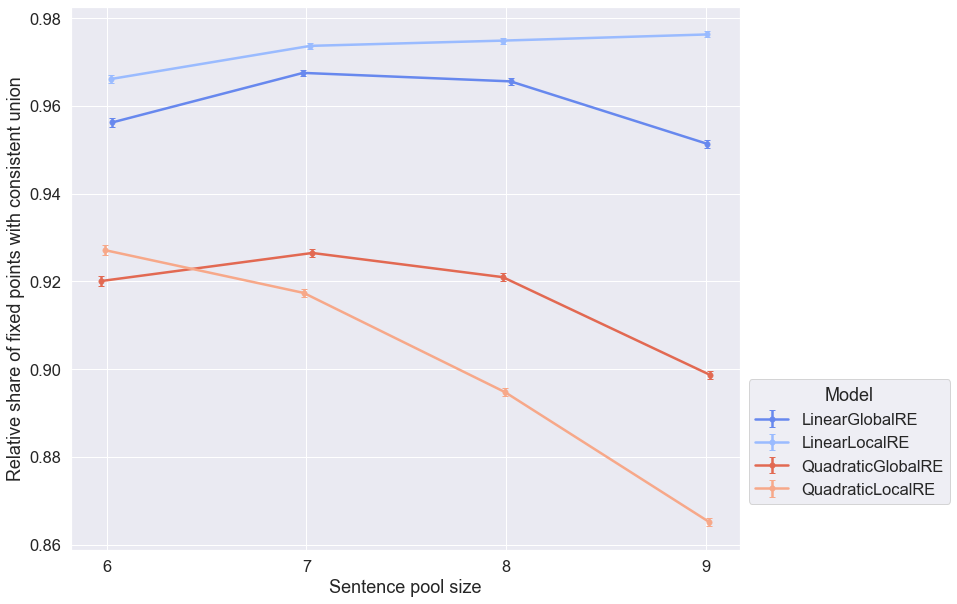 Relative share of fixed points with consistent union
0.98
0.96
0.94
0.92
0.90
0.88
0.86
6 7 8 9
Sentence pool size
Model
LinearGlobalRE
LinearLocalRE
QuadraticGlobalRE
QuadraticLocalRE